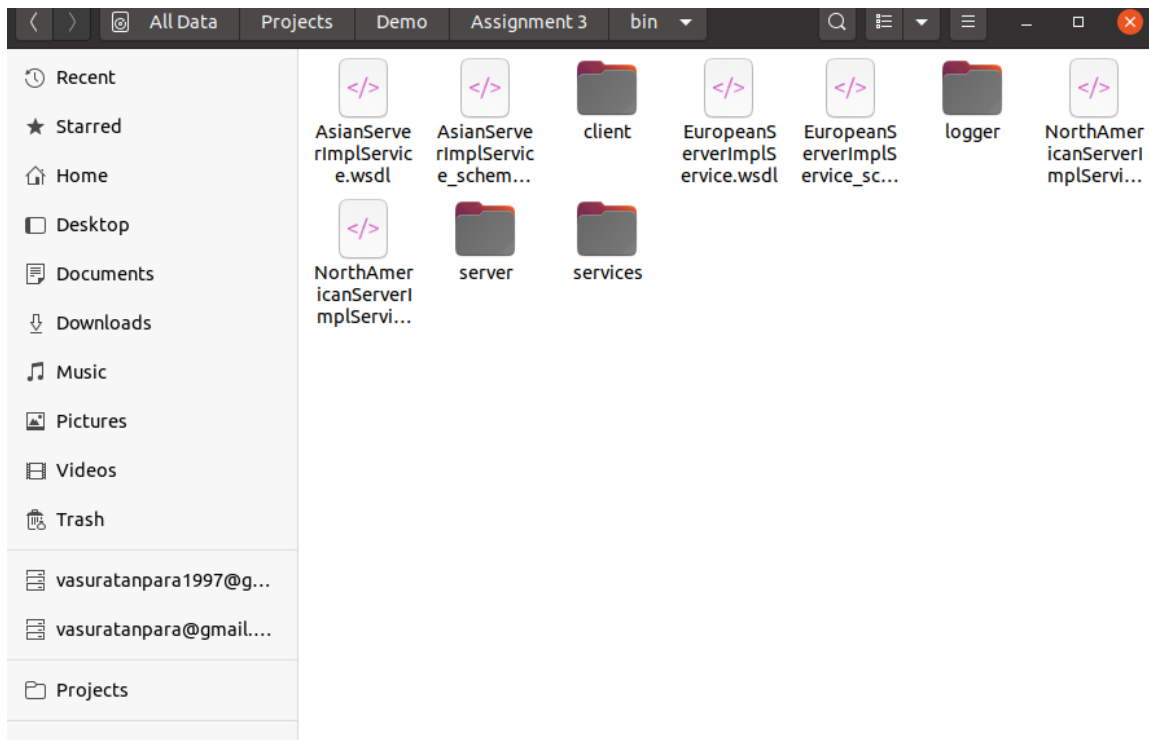 All Data Projects Demo Assignment 3 bin
Recent
Starred
Home
Desktop
Documents
Downloads
Music
Pictures
Videos
Trash
vasuratanpara1997@g...
vasuratanpara@gmail....
Projects
</> </> </> </> </>
AsianServe
rImplServic
e.wsdl
AsianServe
rImplServic
e_schem...
client
EuropeanS
erverImplS
ervice.wsdl
EuropeanS
erverImplS
ervice_sc...
logger
NorthAmer
icanServerI
mplServi...
</>
NorthAmer
icanServerI
mplServi...
server
services